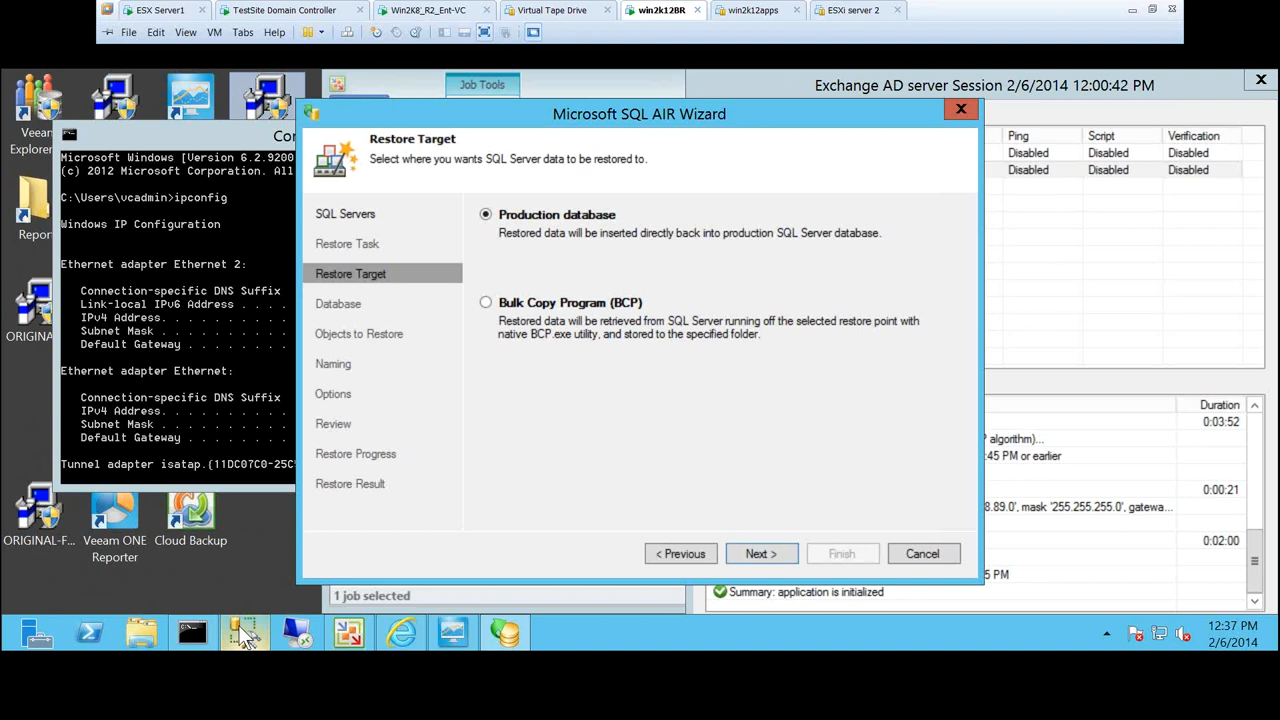 ESX Server1
TestSite Domain Controller
Win2K8_R2_Ent-VC
Virtual Tape Drive
win2k12BR
win2k12apps
ESXi server 2
File
Edit
View
VM
Tabs
Help
Job Tools
Exchange AD server Session 2/6/2014 12:00:42 PM
Microsoft SQL AIR Wizard
Veeam
Explorer
Report
ORIGINAL
ORIGINAL-F...
Veeam ONE
Reporter
Cloud Backup
Microsoft Windows [Version 6.2.9200
(c) 2012 Microsoft Corporation. All
C:\Users\vcadmin>ipconfig
Windows IP Configuration
Ethernet adapter Ethernet 2:
Connection-specific DNS Suffix
Link-local IPv6 Address . . . .
IPv4 Address. . . . . . . . . .
Subnet Mask . . . . . . . . . .
Default Gateway . . . . . . . .
Ethernet adapter Ethernet:
Connection-specific DNS Suffix
IPv4 Address. . . . . . . . . .
Subnet Mask . . . . . . . . . .
Default Gateway . . . . . . . .
Tunnel adapter isatap.{11DC07C0-25C
Restore Target
Select where you wants SQL Server data to be restored to.
SQL Servers
Restore Task
Restore Target
Database
Objects to Restore
Naming
Options
Review
Restore Progress
Restore Result
Production database
Restored data will be inserted directly back into production SQL Server database.
Bulk Copy Program (BCP)
Restored data will be retrieved from SQL Server running off the selected restore point with
native BCP.exe utility, and stored to the specified folder.
< Previous
Next >
Finish
Cancel
Ping
Script
Verification
Disabled
Disabled
Disabled
Disabled
Disabled
Disabled
Duration
0:03:52
algorithm)...
:45 PM or earlier
0:00:21
8.89.0', mask '255.255.255.0', gatewa...
0:02:00
5 PM
Summary: application is initialized
1 job selected
12:37 PM
2/6/2014